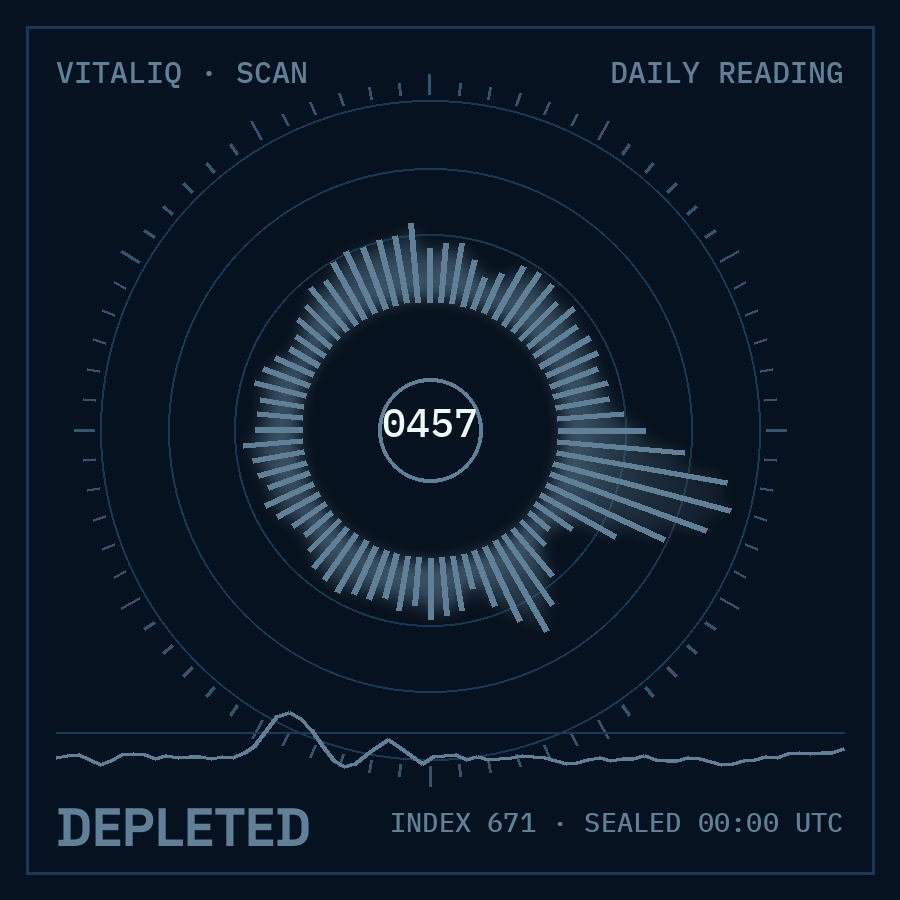 VITALIQ · SCAN
DAILY READING
0457
DEPLETED
INDEX 671 · SEALED 00:00 UTC